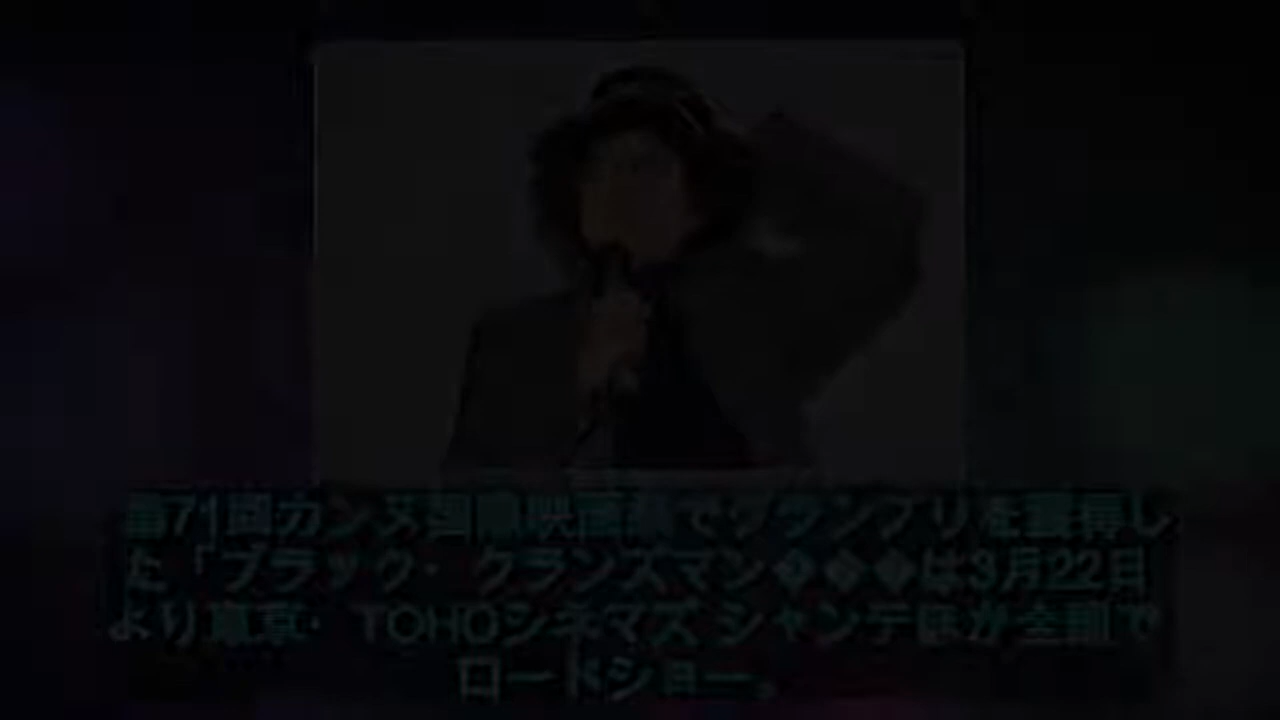 第71回カンヌ国際映画祭でグランプリを獲得し
た「ブラック・クランズマン���は3月22日
より東京・TOHOシネマズ シャンテほか全国で
ロードショー。